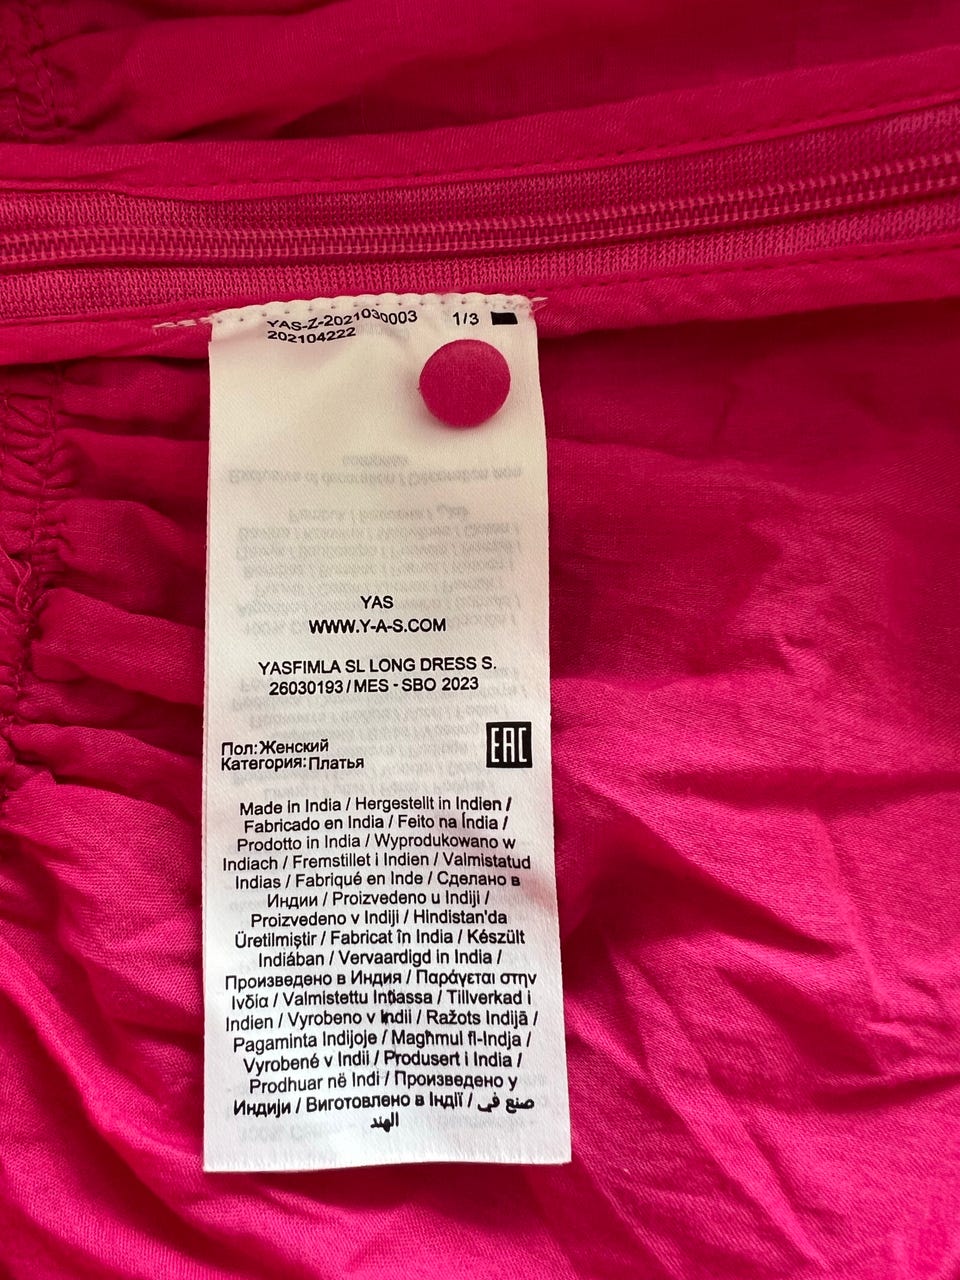 YAS-Z-2021030003 1/3
202104222
YAS
WWW.Y-A-S.COM
YASFIMLA SL LONG DRESS S.
26030193 / MES - SBO 2023
Пол:Женский
Категория:Платья
EAC
Made in India / Hergestellt in Indien /
Fabricado en India / Feito na Índia /
Prodotto in India / Wyprodukowano w
Indiach / Fremstillet i Indien / Valmistatud
Indias / Fabriqué en Inde / Сделано в
Индии / Proizvedeno u Indiji /
Proizvedeno v Indiji / Hindistan'da
Üretilmiştir / Fabricat în India / Készült
Indiában / Vervaardigd in India /
Произведено в Индия / Παράγεται στην
Ινδία / Valmistettu Intiassa / Tillverkad i
Indien / Vyrobeno v Indii / Ražots Indijā /
Pagaminta Indijoje / Magħmul fl-Indja /
Vyrobené v Indii / Produsert i India /
Prodhuar në Indi / Произведено у
Индији / Виготовлено в Індії / صنع في
الهند